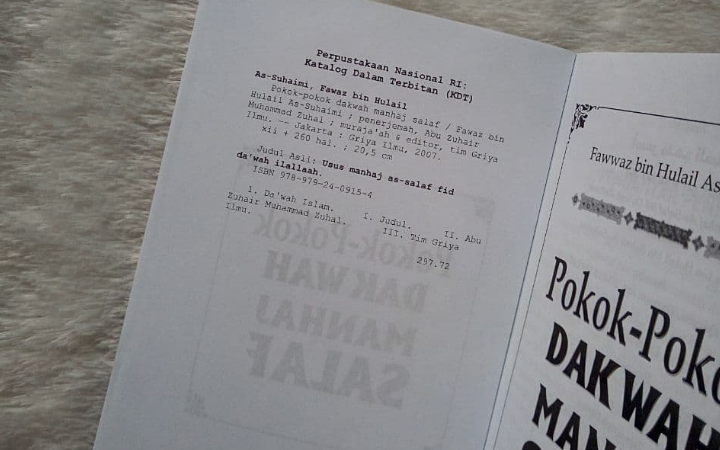 Perpustakaan Nasional RI:
Katalog Dalam Terbitan (KDT)
As-Suhaimi, Fawaz bin Hulail
Pokok-pokok dakwah manhaj salaf / Fawaz bin
Hulail As-Suhaimi ; penerjemah, Abu Zuhair
Muhammad Zuhal ; muraja'ah & editor, tim Griya
Ilmu. -- Jakarta : Griya Ilmu, 2007.
xii + 260 hal. ; 20,5 cm
Judul Asli: Usus manhaj as-salaf fid
da'wah ilallaah.
ISBN 978-979-24-0915-4
1. Da'wah Islam. I. Judul. II. Abu
Zuhair Muhammad Zuhal. III. Tim Griya
Ilmu.
297.72
Fawwaz bin Hulail As
Pokok-Poko
DAKWAH
MAN